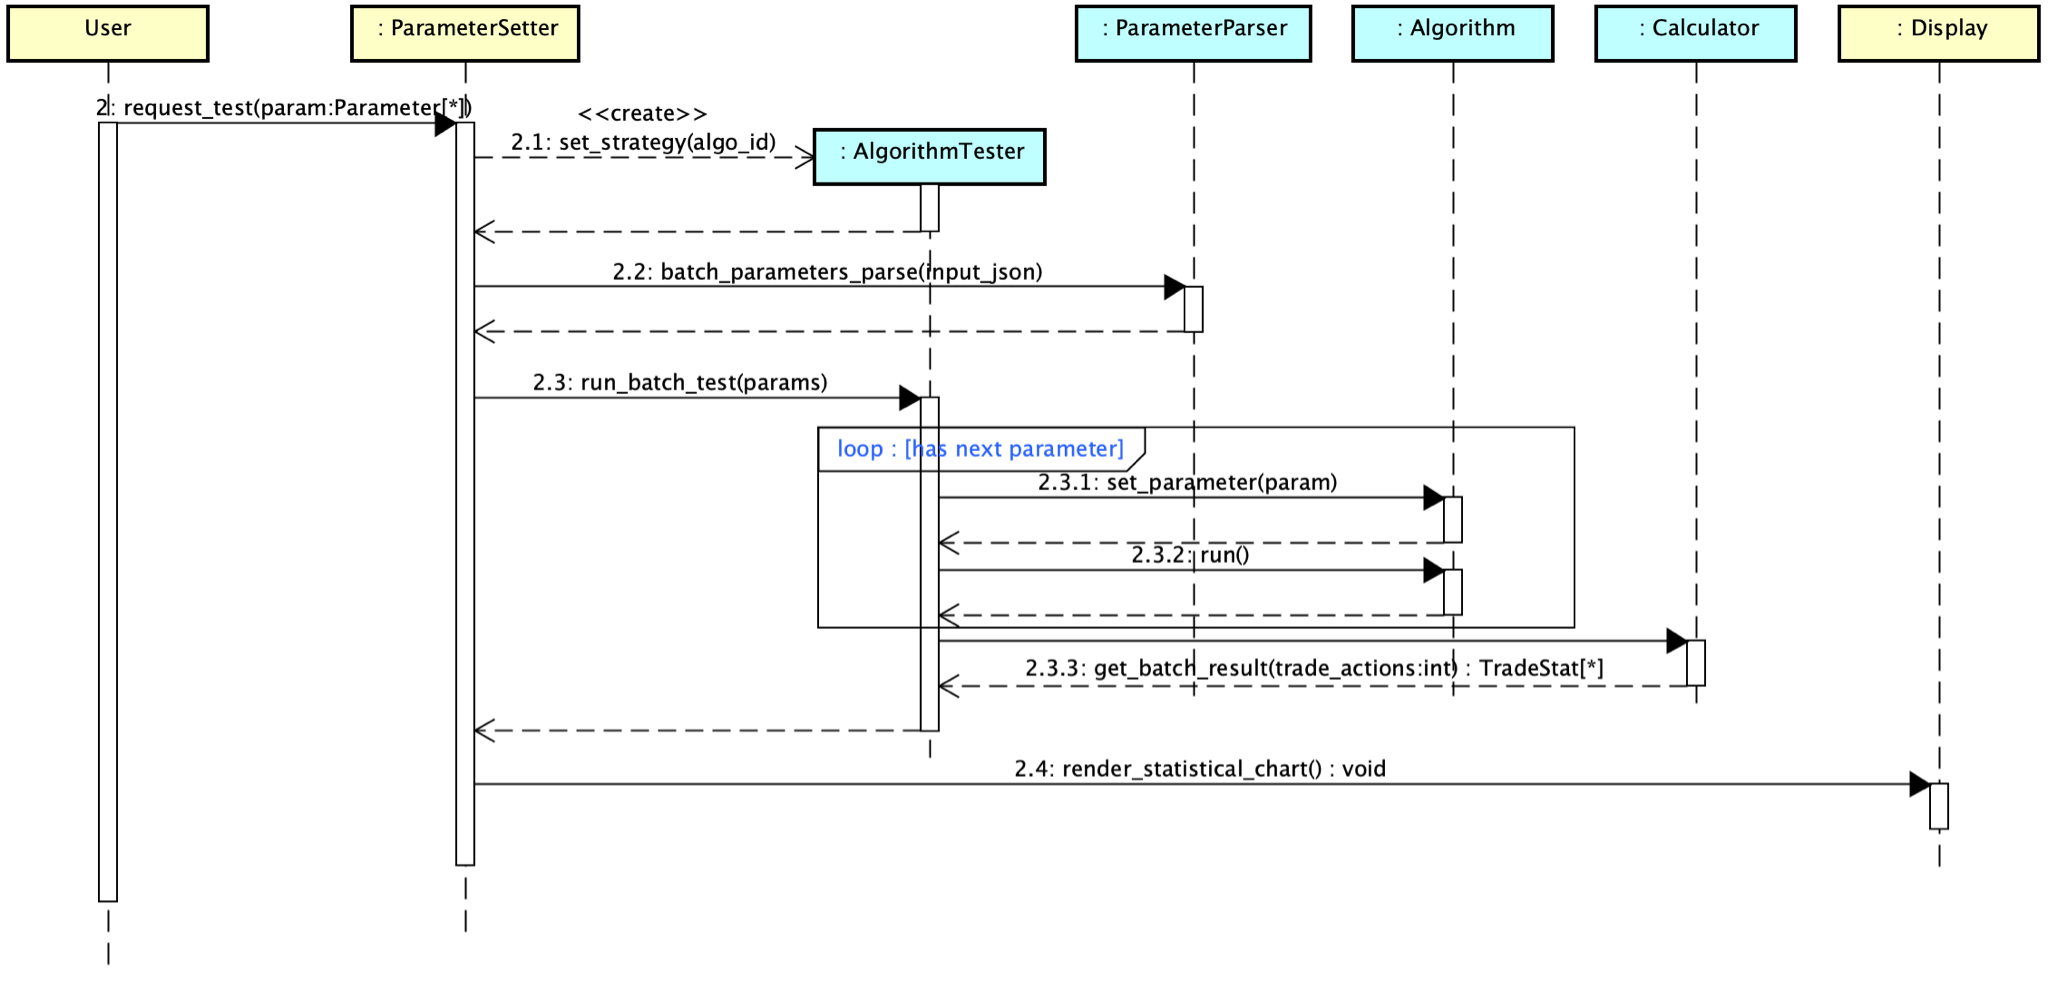 User
: ParameterSetter
: ParameterParser
: Algorithm
: Calculator
: Display
2: request_test(param:Parameter[*])
<<create>>
2.1: set_strategy(algo_id)
: AlgorithmTester
2.2: batch_parameters_parse(input_json)
2.3: run_batch_test(params)
loop : [has next parameter]
2.3.1: set_parameter(param)
2.3.2: run()
2.3.3: get_batch_result(trade_actions:int) : TradeStat[*]
2.4: render_statistical_chart() : void